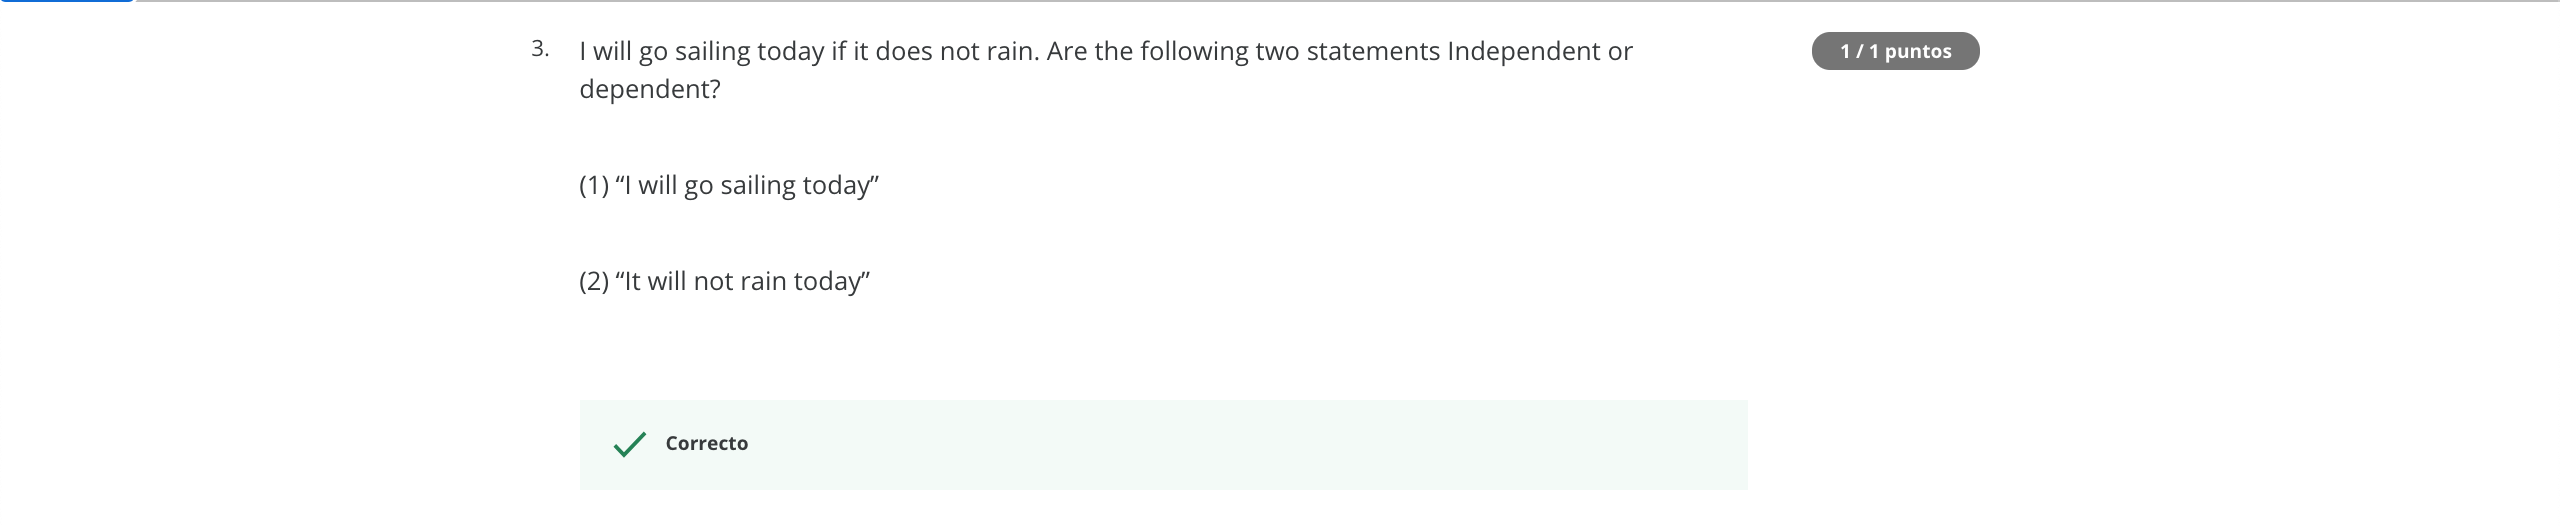 3. I will go sailing today if it does not rain. Are the following two statements Independent or
dependent?
1 / 1 puntos
(1) “I will go sailing today”
(2) “It will not rain today”
Correcto